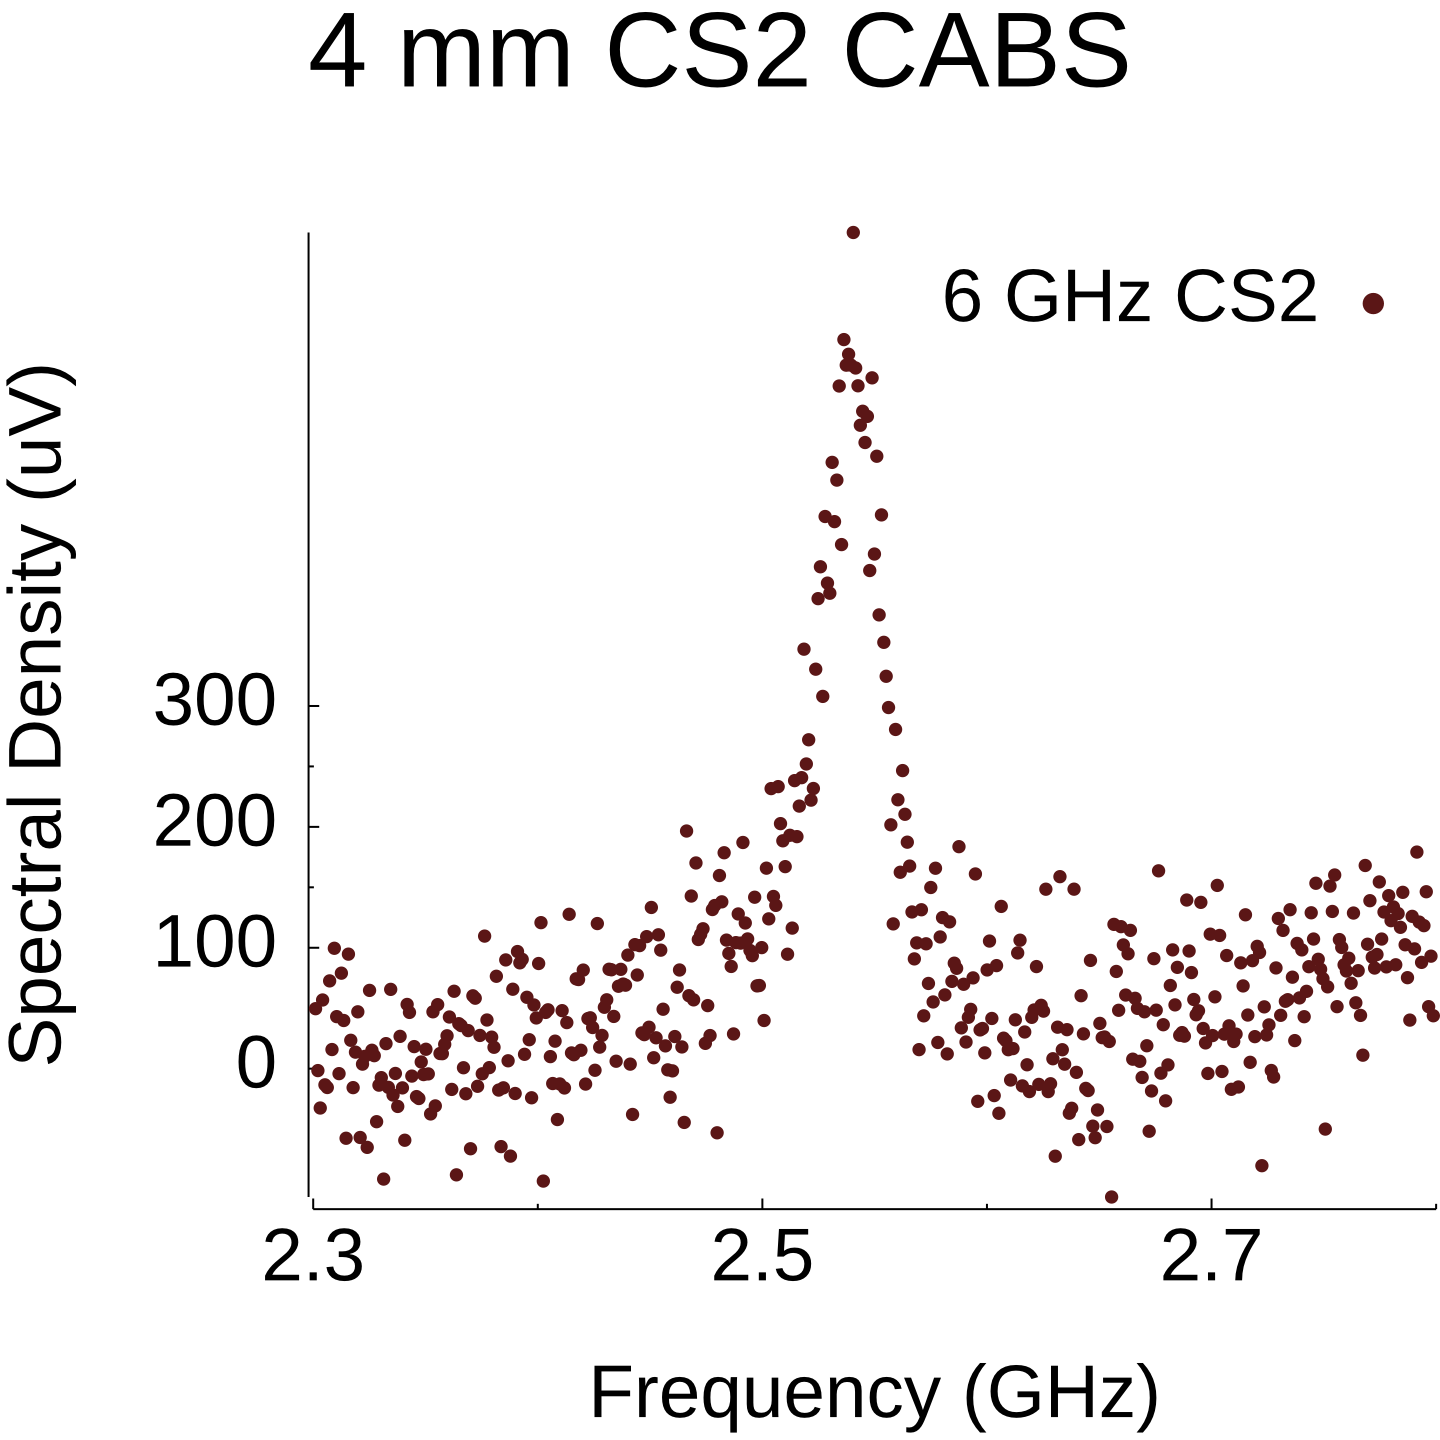 4 mm CS2 CABS
6 GHz CS2
Spectral Density (uV)
300
200
100
0
2.3 2.5 2.7
Frequency (GHz)